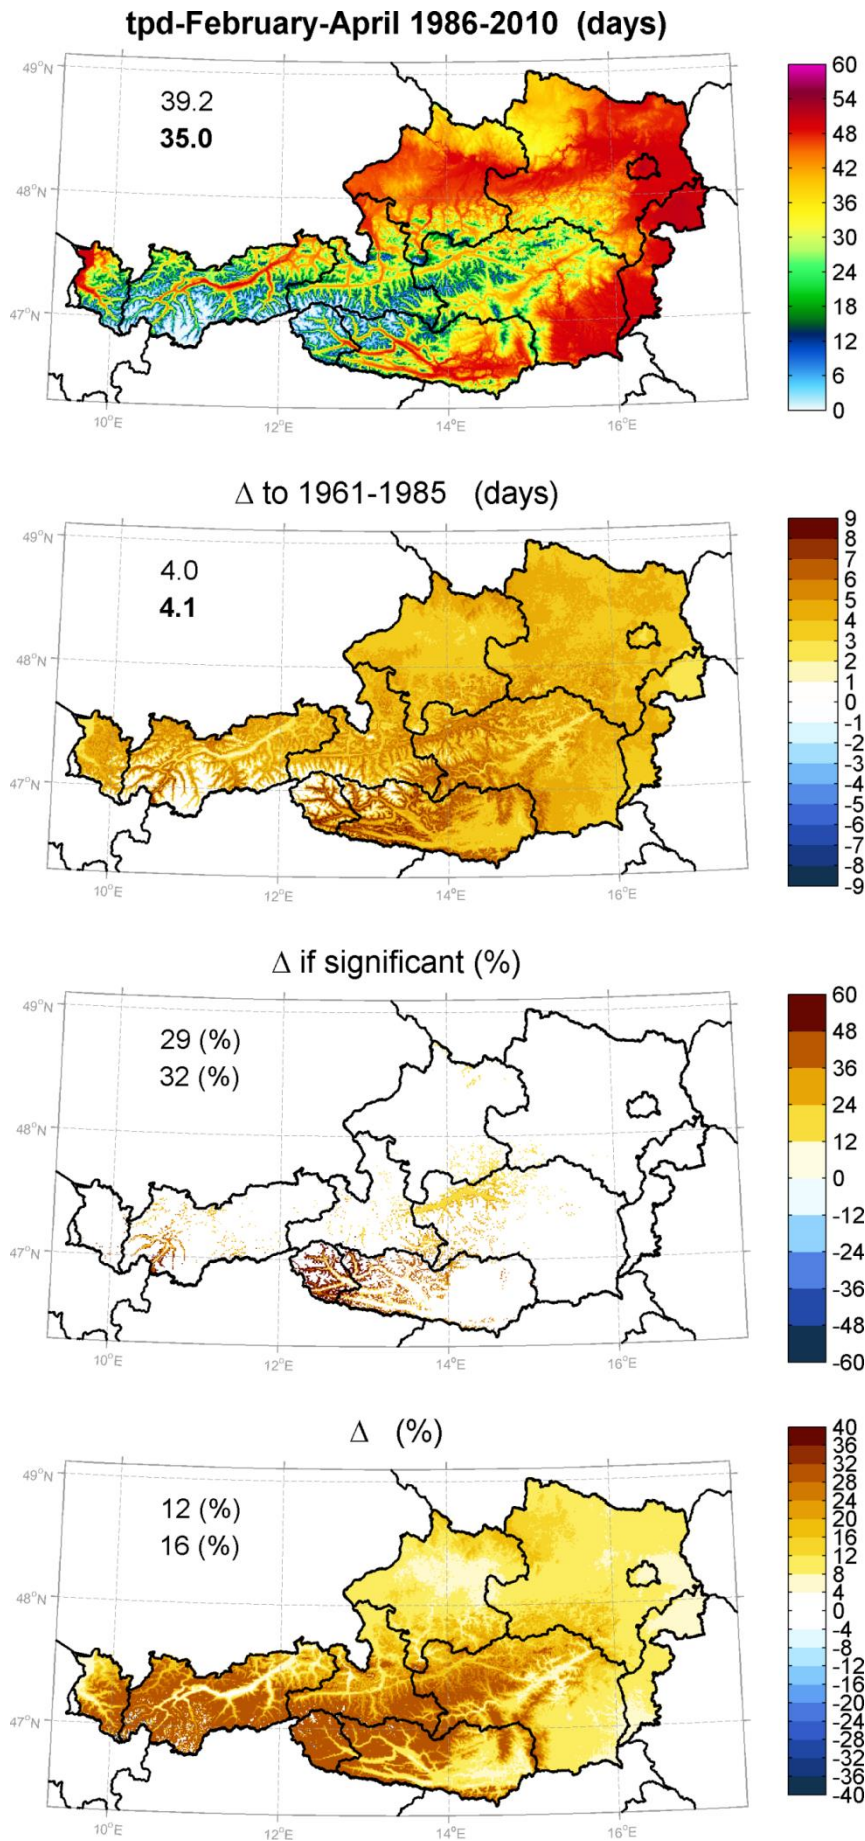 tpd-February-April 1986-2010 (days)
49°N
48°N
47°N
39.2
35.0
10°E
12°E
14°E
16°E
60
54
48
42
36
30
24
18
12
6
0
Δ to 1961-1985 (days)
49°N
48°N
47°N
4.0
4.1
10°E
12°E
14°E
16°E
9
8
7
6
5
4
3
2
1
0
-1
-2
-3
-4
-5
-6
-7
-8
-9
Δ if significant (%)
49°N
48°N
47°N
29 (%)
32 (%)
10°E
12°E
14°E
16°E
60
48
36
24
12
0
-12
-24
-36
-48
-60
Δ (%)
49°N
48°N
47°N
12 (%)
16 (%)
10°E
12°E
14°E
16°E
40
36
32
28
24
20
16
12
8
4
0
-4
-8
-12
-16
-20
-24
-28
-32
-36
-40